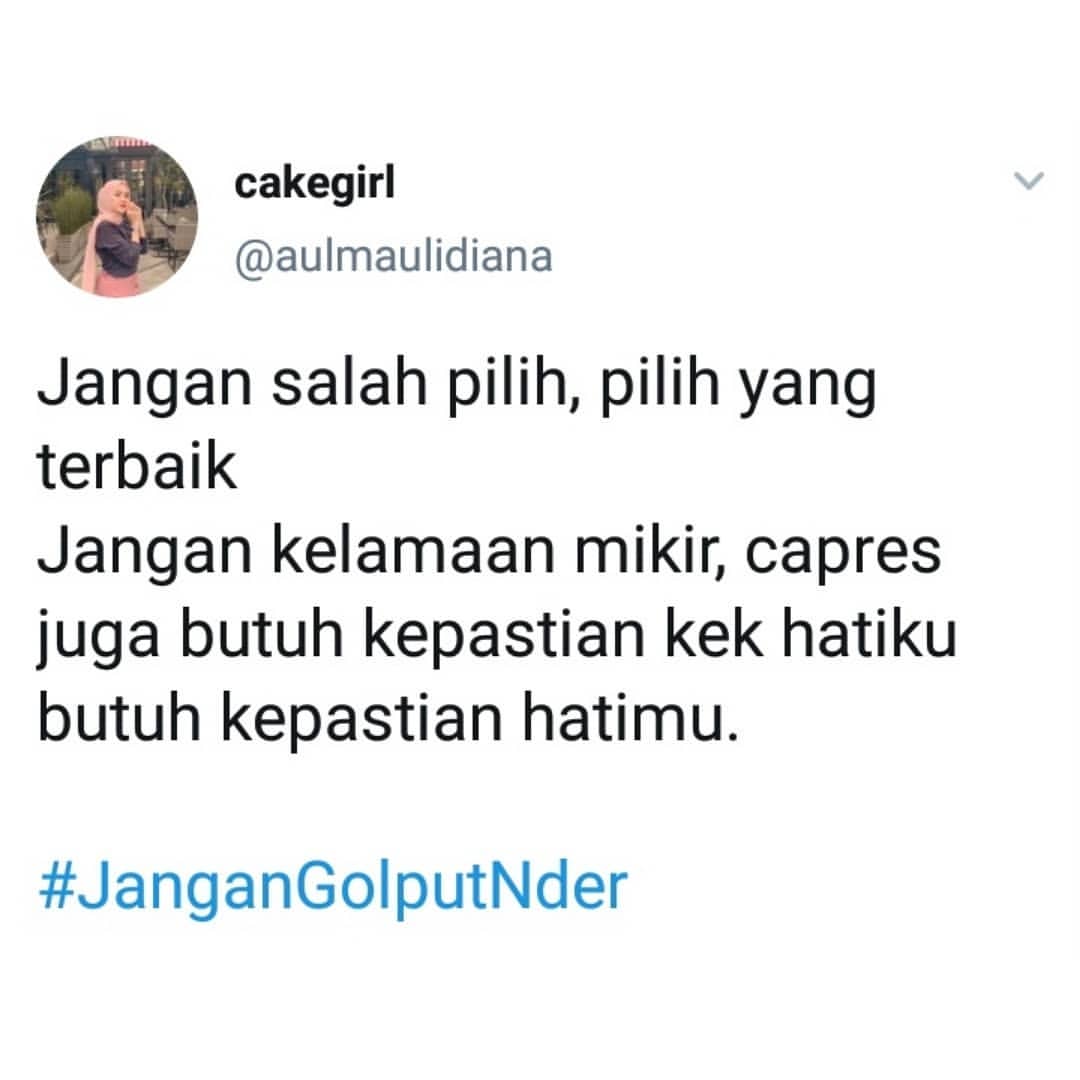 cakegirl
@aulmaulidiana
Jangan salah pilih, pilih yang
terbaik
Jangan kelamaan mikir, capres
juga butuh kepastian kek hatiku
butuh kepastian hatimu.
#JanganGolputNder